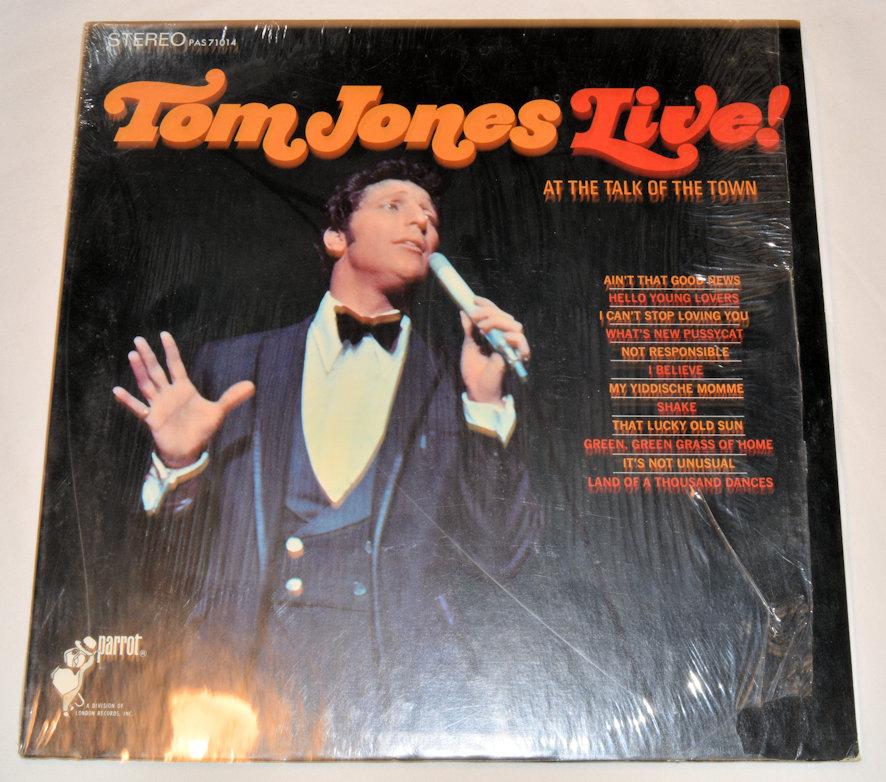 STEREO PAS 71014
Tom Jones Live!
AT THE TALK OF THE TOWN
AIN'T THAT GOOD NEWS
HELLO YOUNG LOVERS
I CAN'T STOP LOVING YOU
WHAT'S NEW PUSSYCAT
NOT RESPONSIBLE
I BELIEVE
MY YIDDISCHE MOMME
SHAKE
THAT LUCKY OLD SUN
GREEN, GREEN GRASS OF HOME
IT'S NOT UNUSUAL
LAND OF A THOUSAND DANCES
parrot®
A DIVISION OF
LONDON RECORDS, INC.